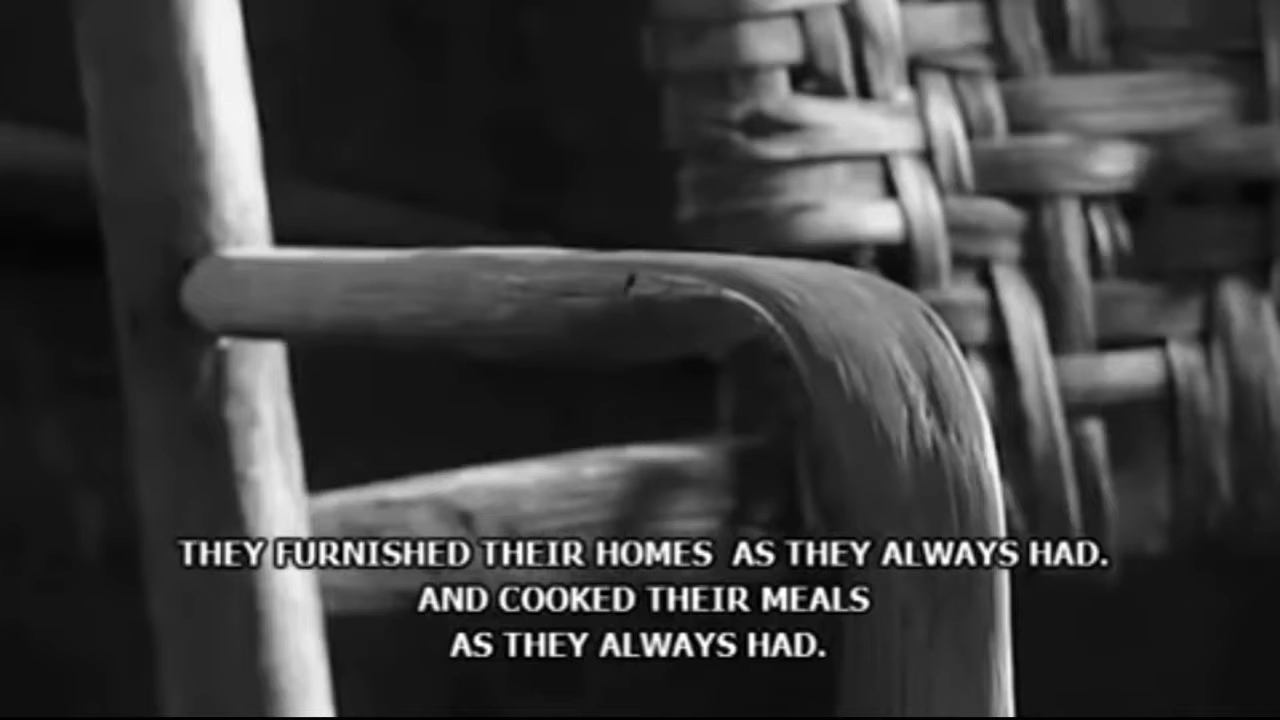 THEY FURNISHED THEIR HOMES AS THEY ALWAYS HAD.
AND COOKED THEIR MEALS
AS THEY ALWAYS HAD.